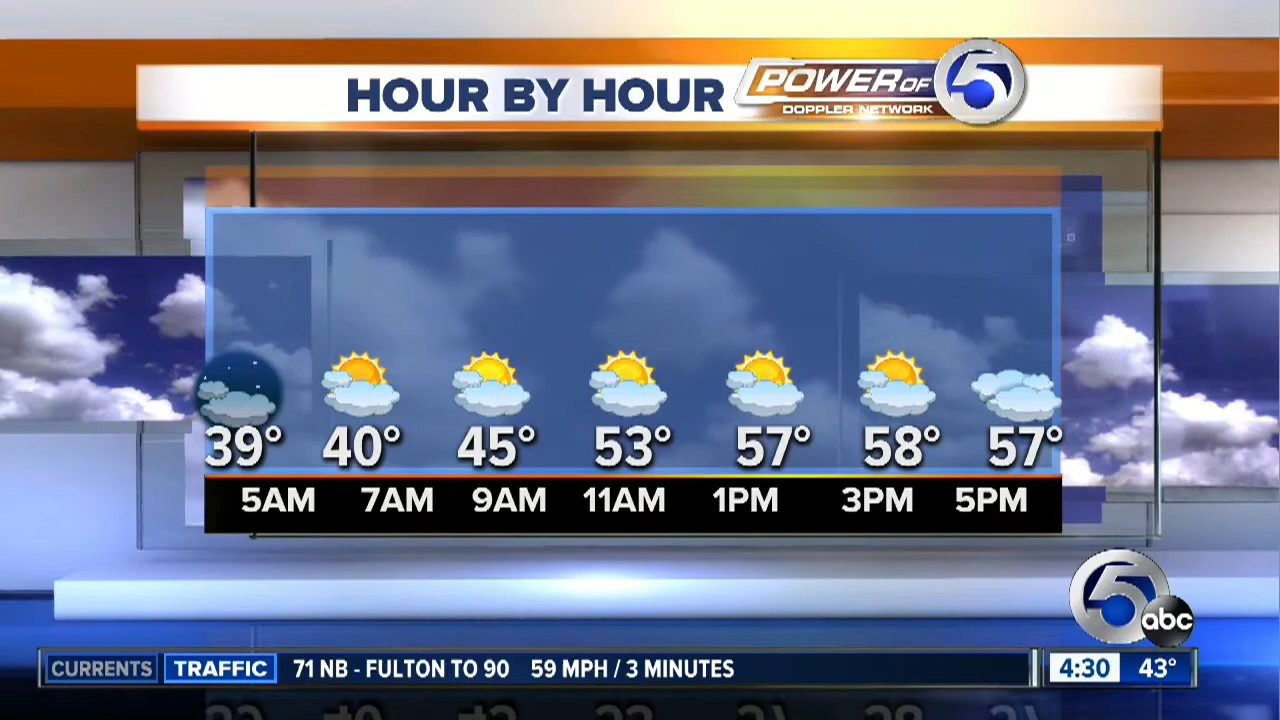 HOUR BY HOUR
POWER OF 5
DOPPLER NETWORK
39° 40° 45° 53° 57° 58° 57°
5AM 7AM 9AM 11AM 1PM 3PM 5PM
5 abc
CURRENTS TRAFFIC 71 NB - FULTON TO 90 59 MPH / 3 MINUTES 4:30 43°